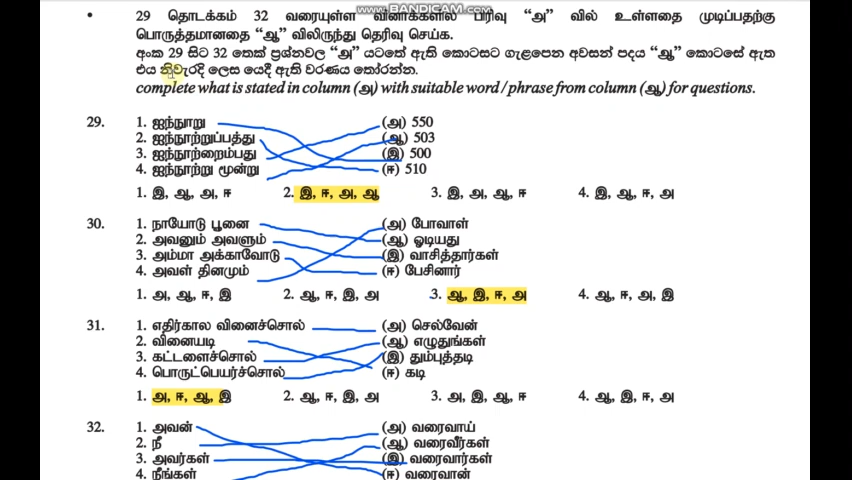 www.BANDICAM.com
• 29 தொடக்கம் 32 வரையுள்ள வினாக்களில் பிரிவு “அ” வில் உள்ளதை முடிப்பதற்கு
பொருத்தமானதை “ஆ” விலிருந்து தெரிவு செய்க.
අංක 29 සිට 32 තෙක් ප්‍රශ්නවල “அ” යටතේ ඇති කොටසට ගැළපෙන අවසන් පදය “ஆ” කොටසේ ඇත
එය නිවැරදි ලෙස යෙදී ඇති වරණය තෝරන්න.
complete what is stated in column (அ) with suitable word/phrase from column (ஆ) for questions.
29. 1. ஐந்நூறு (அ) 550
2. ஐந்நூற்றுப்பத்து (ஆ) 503
3. ஐந்நூற்றைம்பது (இ) 500
4. ஐந்நூற்று மூன்று (ஈ) 510
1. இ, ஆ, அ, ஈ 2. இ, ஈ, அ, ஆ 3. இ, அ, ஆ, ஈ 4. இ, ஆ, ஈ, அ
30. 1. நாயோடு பூனை (அ) போவாள்
2. அவனும் அவளும் (ஆ) ஓடியது
3. அம்மா அக்காவோடு (இ) வாசித்தார்கள்
4. அவள் தினமும் (ஈ) பேசினார்
1. அ, ஆ, ஈ, இ 2. ஆ, ஈ, இ, அ 3. ஆ, இ, ஈ, அ 4. ஆ, ஈ, அ, இ
31. 1. எதிர்கால வினைச்சொல் (அ) செல்வேன்
2. வினையடி (ஆ) எழுதுங்கள்
3. கட்டளைச்சொல் (இ) தும்புத்தடி
4. பொருட்பெயர்ச்சொல் (ஈ) கடி
1. அ, ஈ, ஆ, இ 2. ஆ, ஈ, இ, அ 3. அ, இ, ஆ, ஈ 4. ஆ, இ, ஈ, அ
32. 1. அவன் (அ) வரைவாய்
2. நீ (ஆ) வரைவீர்கள்
3. அவர்கள் (இ) வரைவார்கள்
4. நீங்கள் (ஈ) வரைவான்